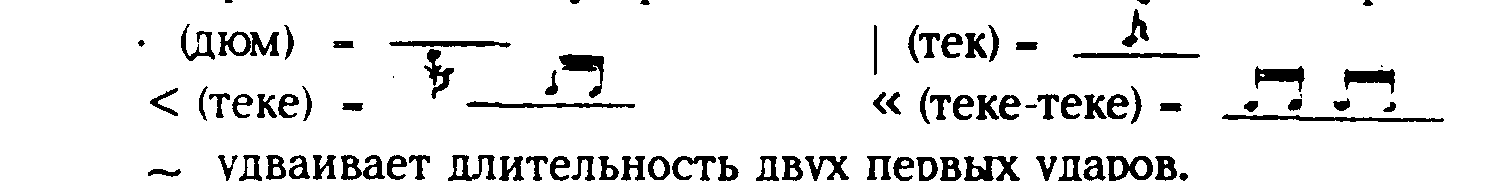 · (дюм) - | (тек) -
< (теке) - « (теке-теке) -
~ удваивает длительность двух первых ударов.